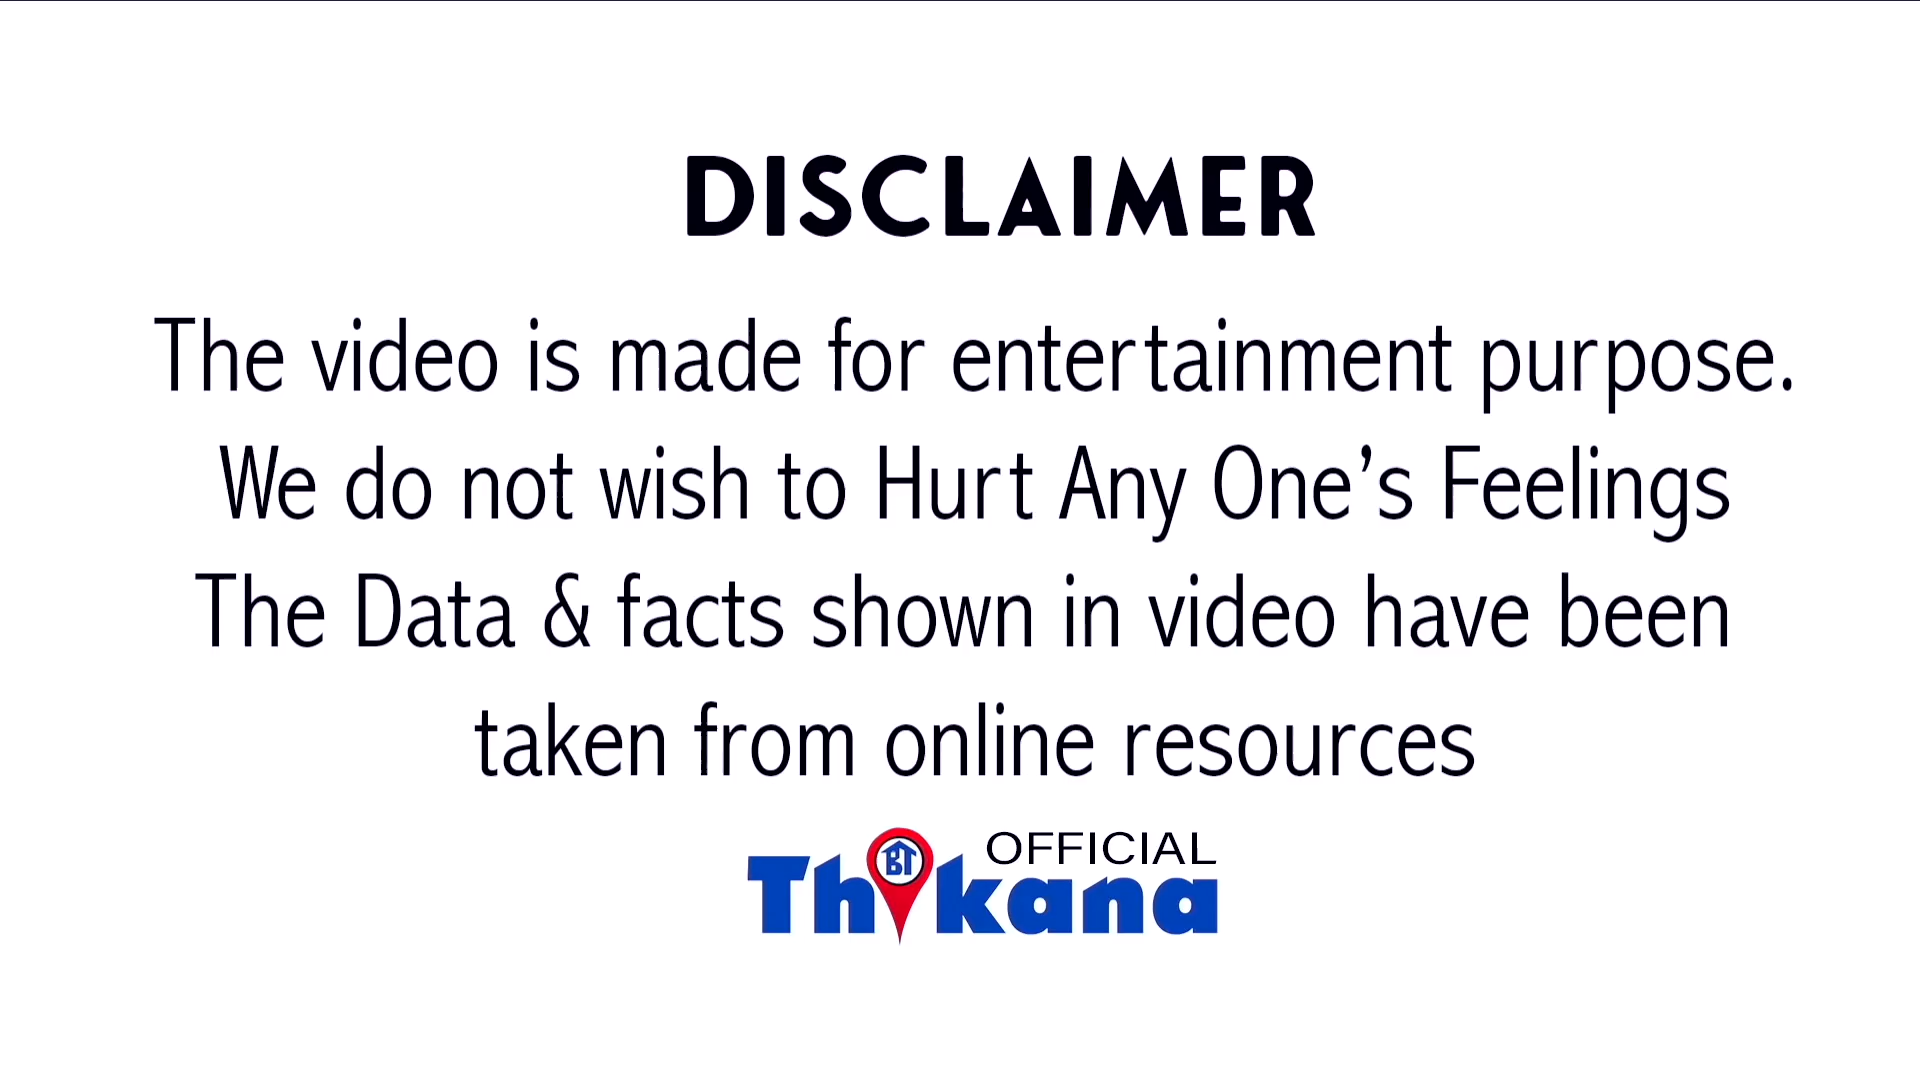 DISCLAIMER
The video is made for entertainment purpose.
We do not wish to Hurt Any One’s Feelings
The Data & facts shown in video have been
taken from online resources
OFFICIAL
BT
Thikana